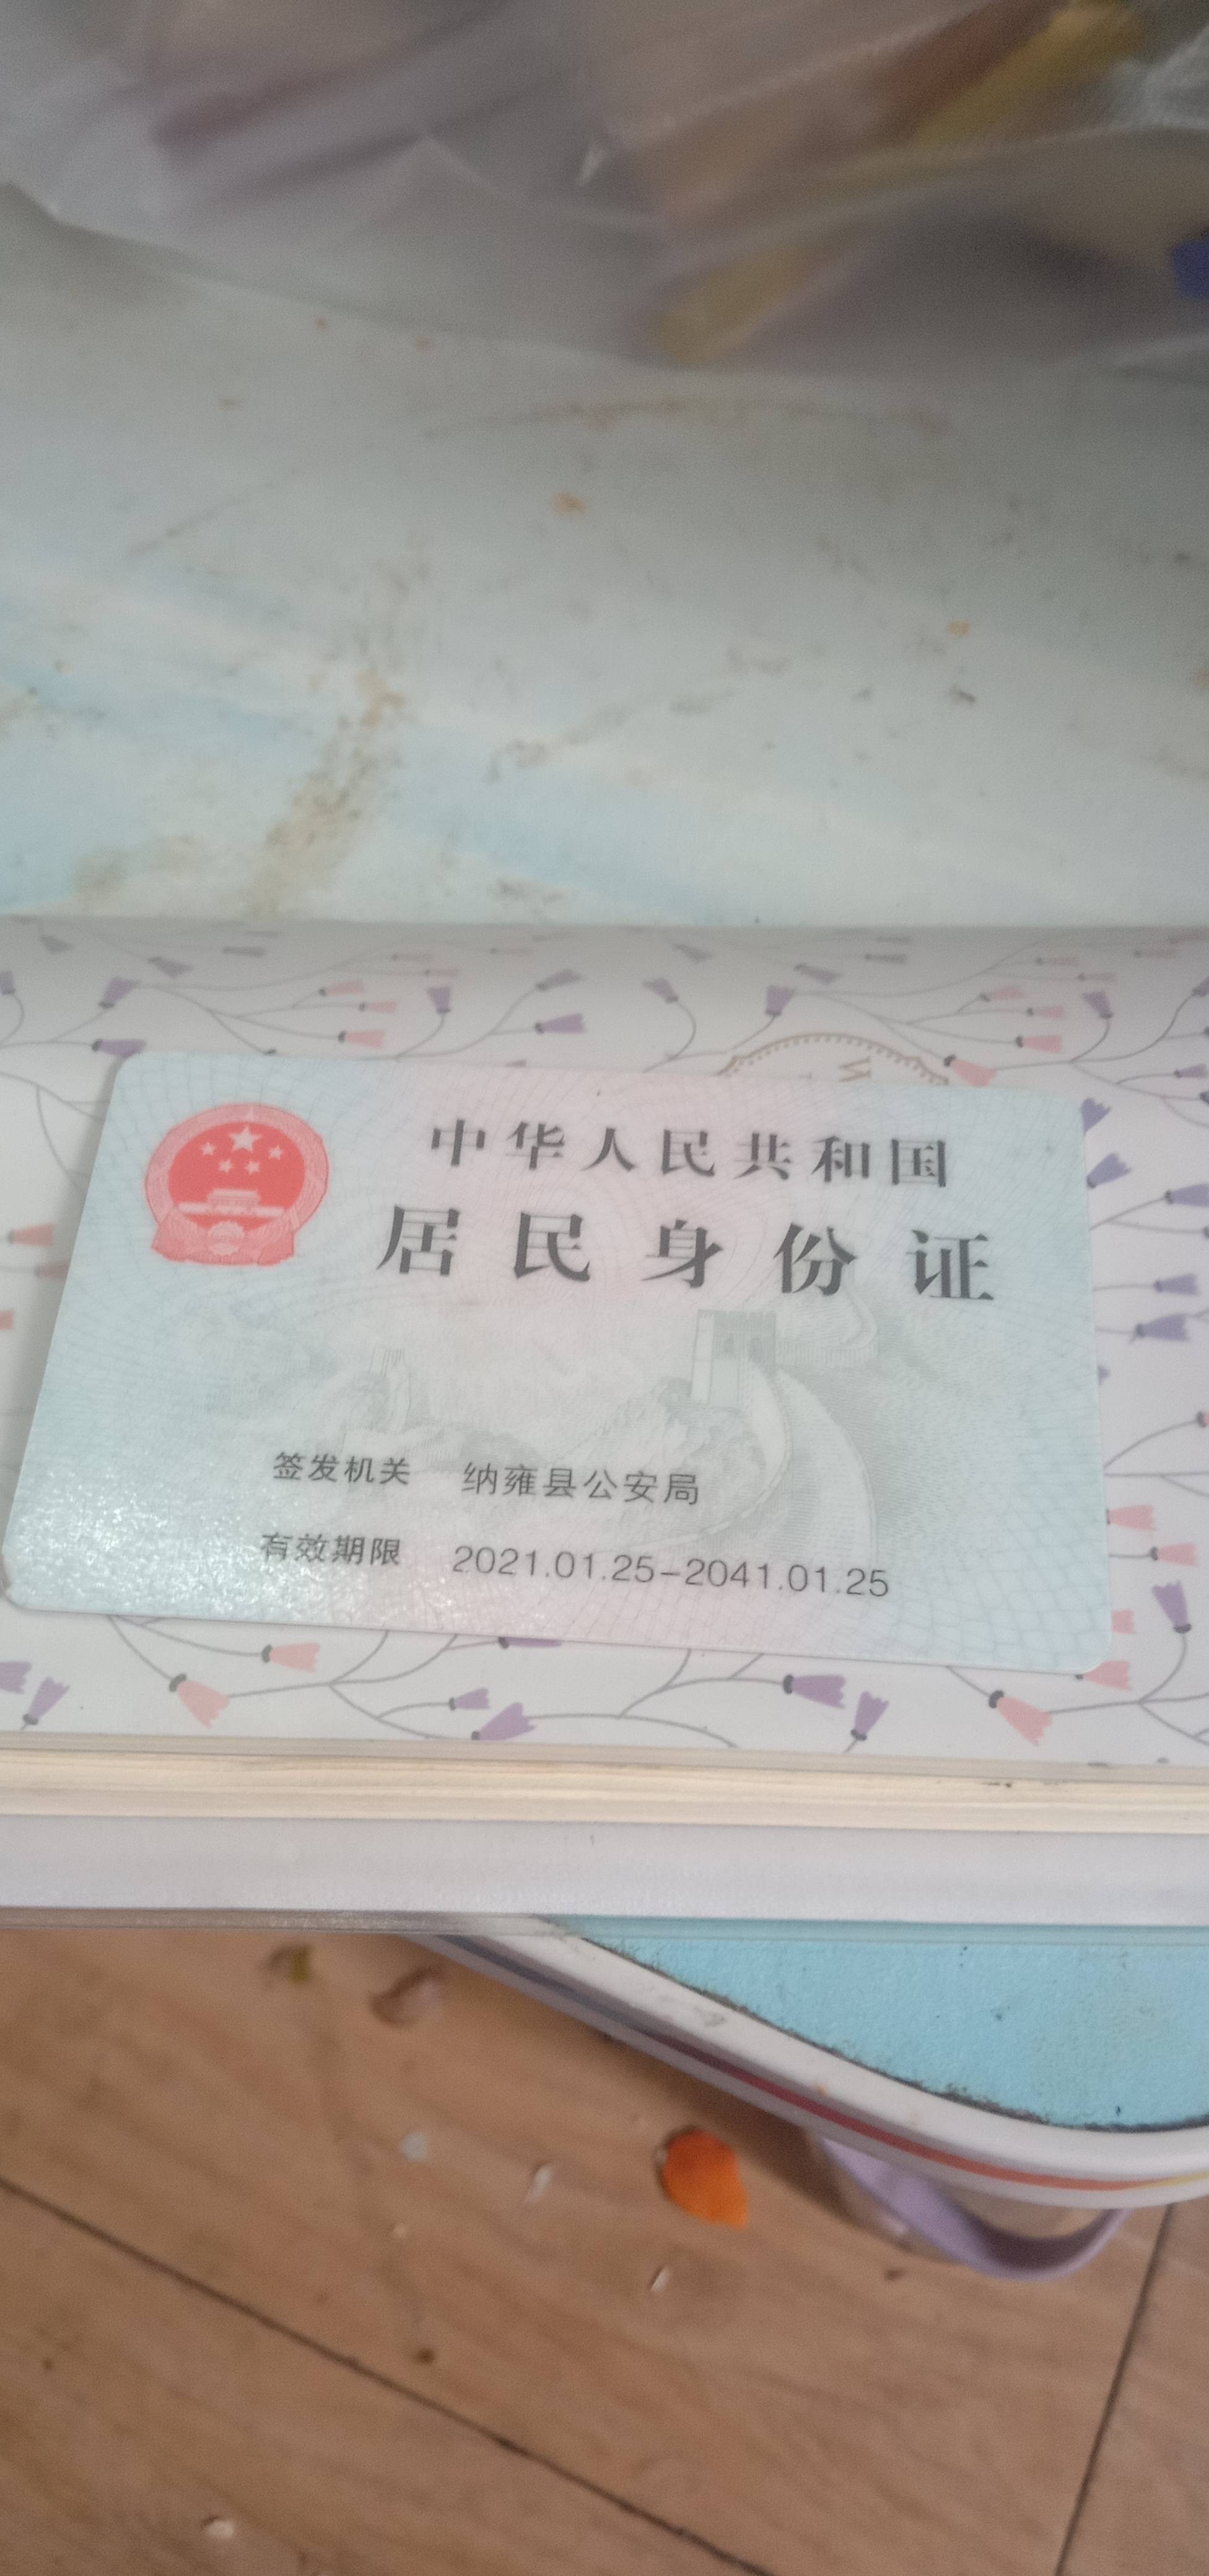 中华人民共和国
居民身份证
签发机关 纳雍县公安局
有效期限 2021.01.25-2041.01.25